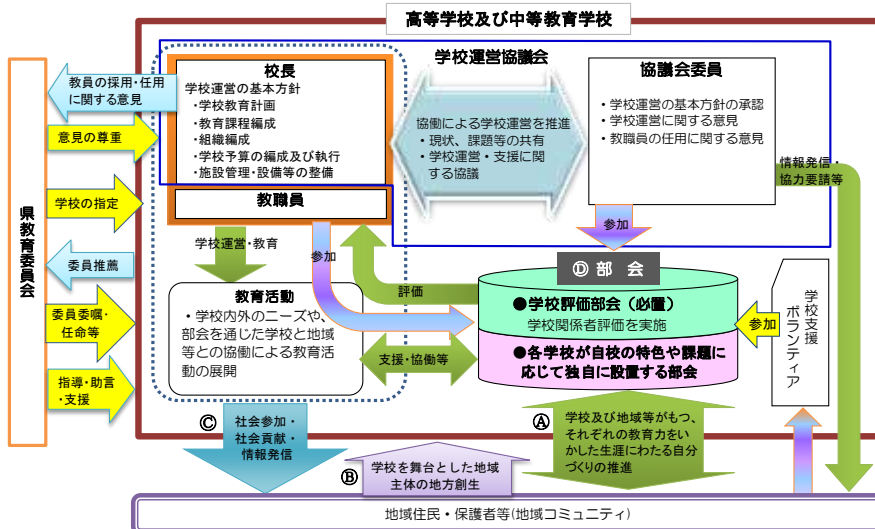 高等学校及び中等教育学校
学校運営協議会
県教育委員会
教員の採用・任用
に関する意見
意見の尊重
学校の指定
委員推薦
委員委嘱・
任命等
指導・助言
・支援
校長
学校運営の基本方針
・学校教育計画
・教育課程編成
・組織編成
・学校予算の編成及び執行
・施設管理・設備等の整備
教職員
協働による学校運営を推進
・現状、課題等の共有
・学校運営・支援に関
する協議
協議会委員
・学校運営の基本方針の承認
・学校運営に関する意見
・教職員の任用に関する意見
情報発信・
協力要請等
学校運営・教育
参加
評価
参加
Ⓓ部 会
●学校評価部会（必置）
学校関係者評価を実施
●各学校が自校の特色や課題に
応じて独自に設置する部会
参加
学校支援
ボランティア
教育活動
・学校内外のニーズや、
部会を通じた学校と地域
等との協働による教育活
動の展開
支援・協働等
Ⓒ
社会参加・
社会貢献・
情報発信
Ⓑ
学校を舞台とした地域
主体の地方創生
Ⓐ
学校及び地域等がもつ、
それぞれの教育力をい
かした生涯にわたる自分
づくりの推進
地域住民・保護者等(地域コミュニティ)